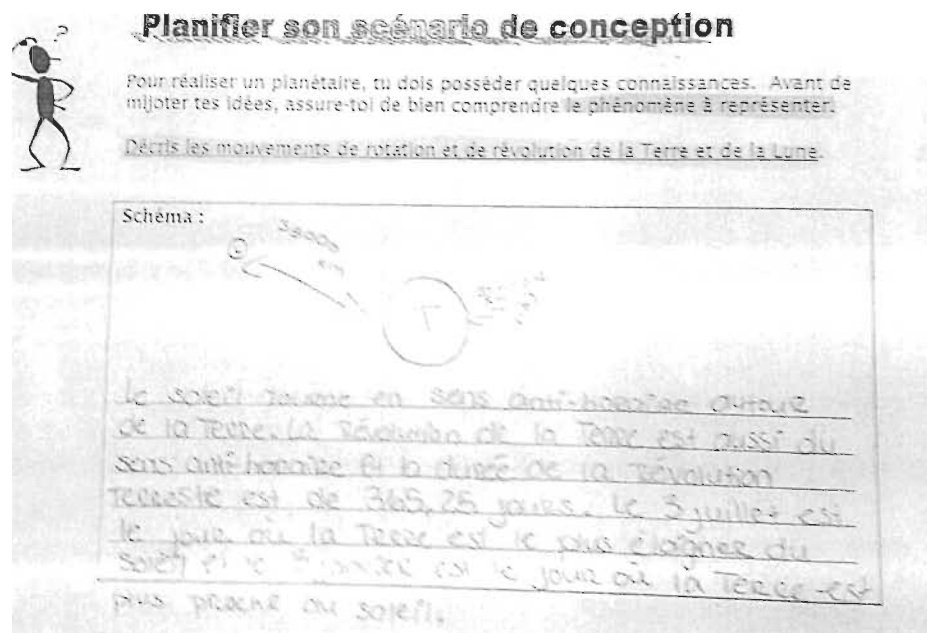 ?
Planifier son scénario de conception
Pour réaliser un planétaire, tu dois posséder quelques connaissances. Avant de
mijoter tes idées, assure-toi de bien comprendre le phénomène à représenter.
Décris les mouvements de rotation et de révolution de la Terre et de la Lune.
Schéma :
km
T
le soleil tourne en sens anti-horaire autour
de la Terre. La Révolution de la Terre est aussi du
sens anti-horaire et la durée de la Révolution
Terreste est de 365,25 jours. Le 3 juillet est
le jour où la Terre est le plus éloigner du
Soleil et le est le jour où la Terre est
plus proche du soleil.